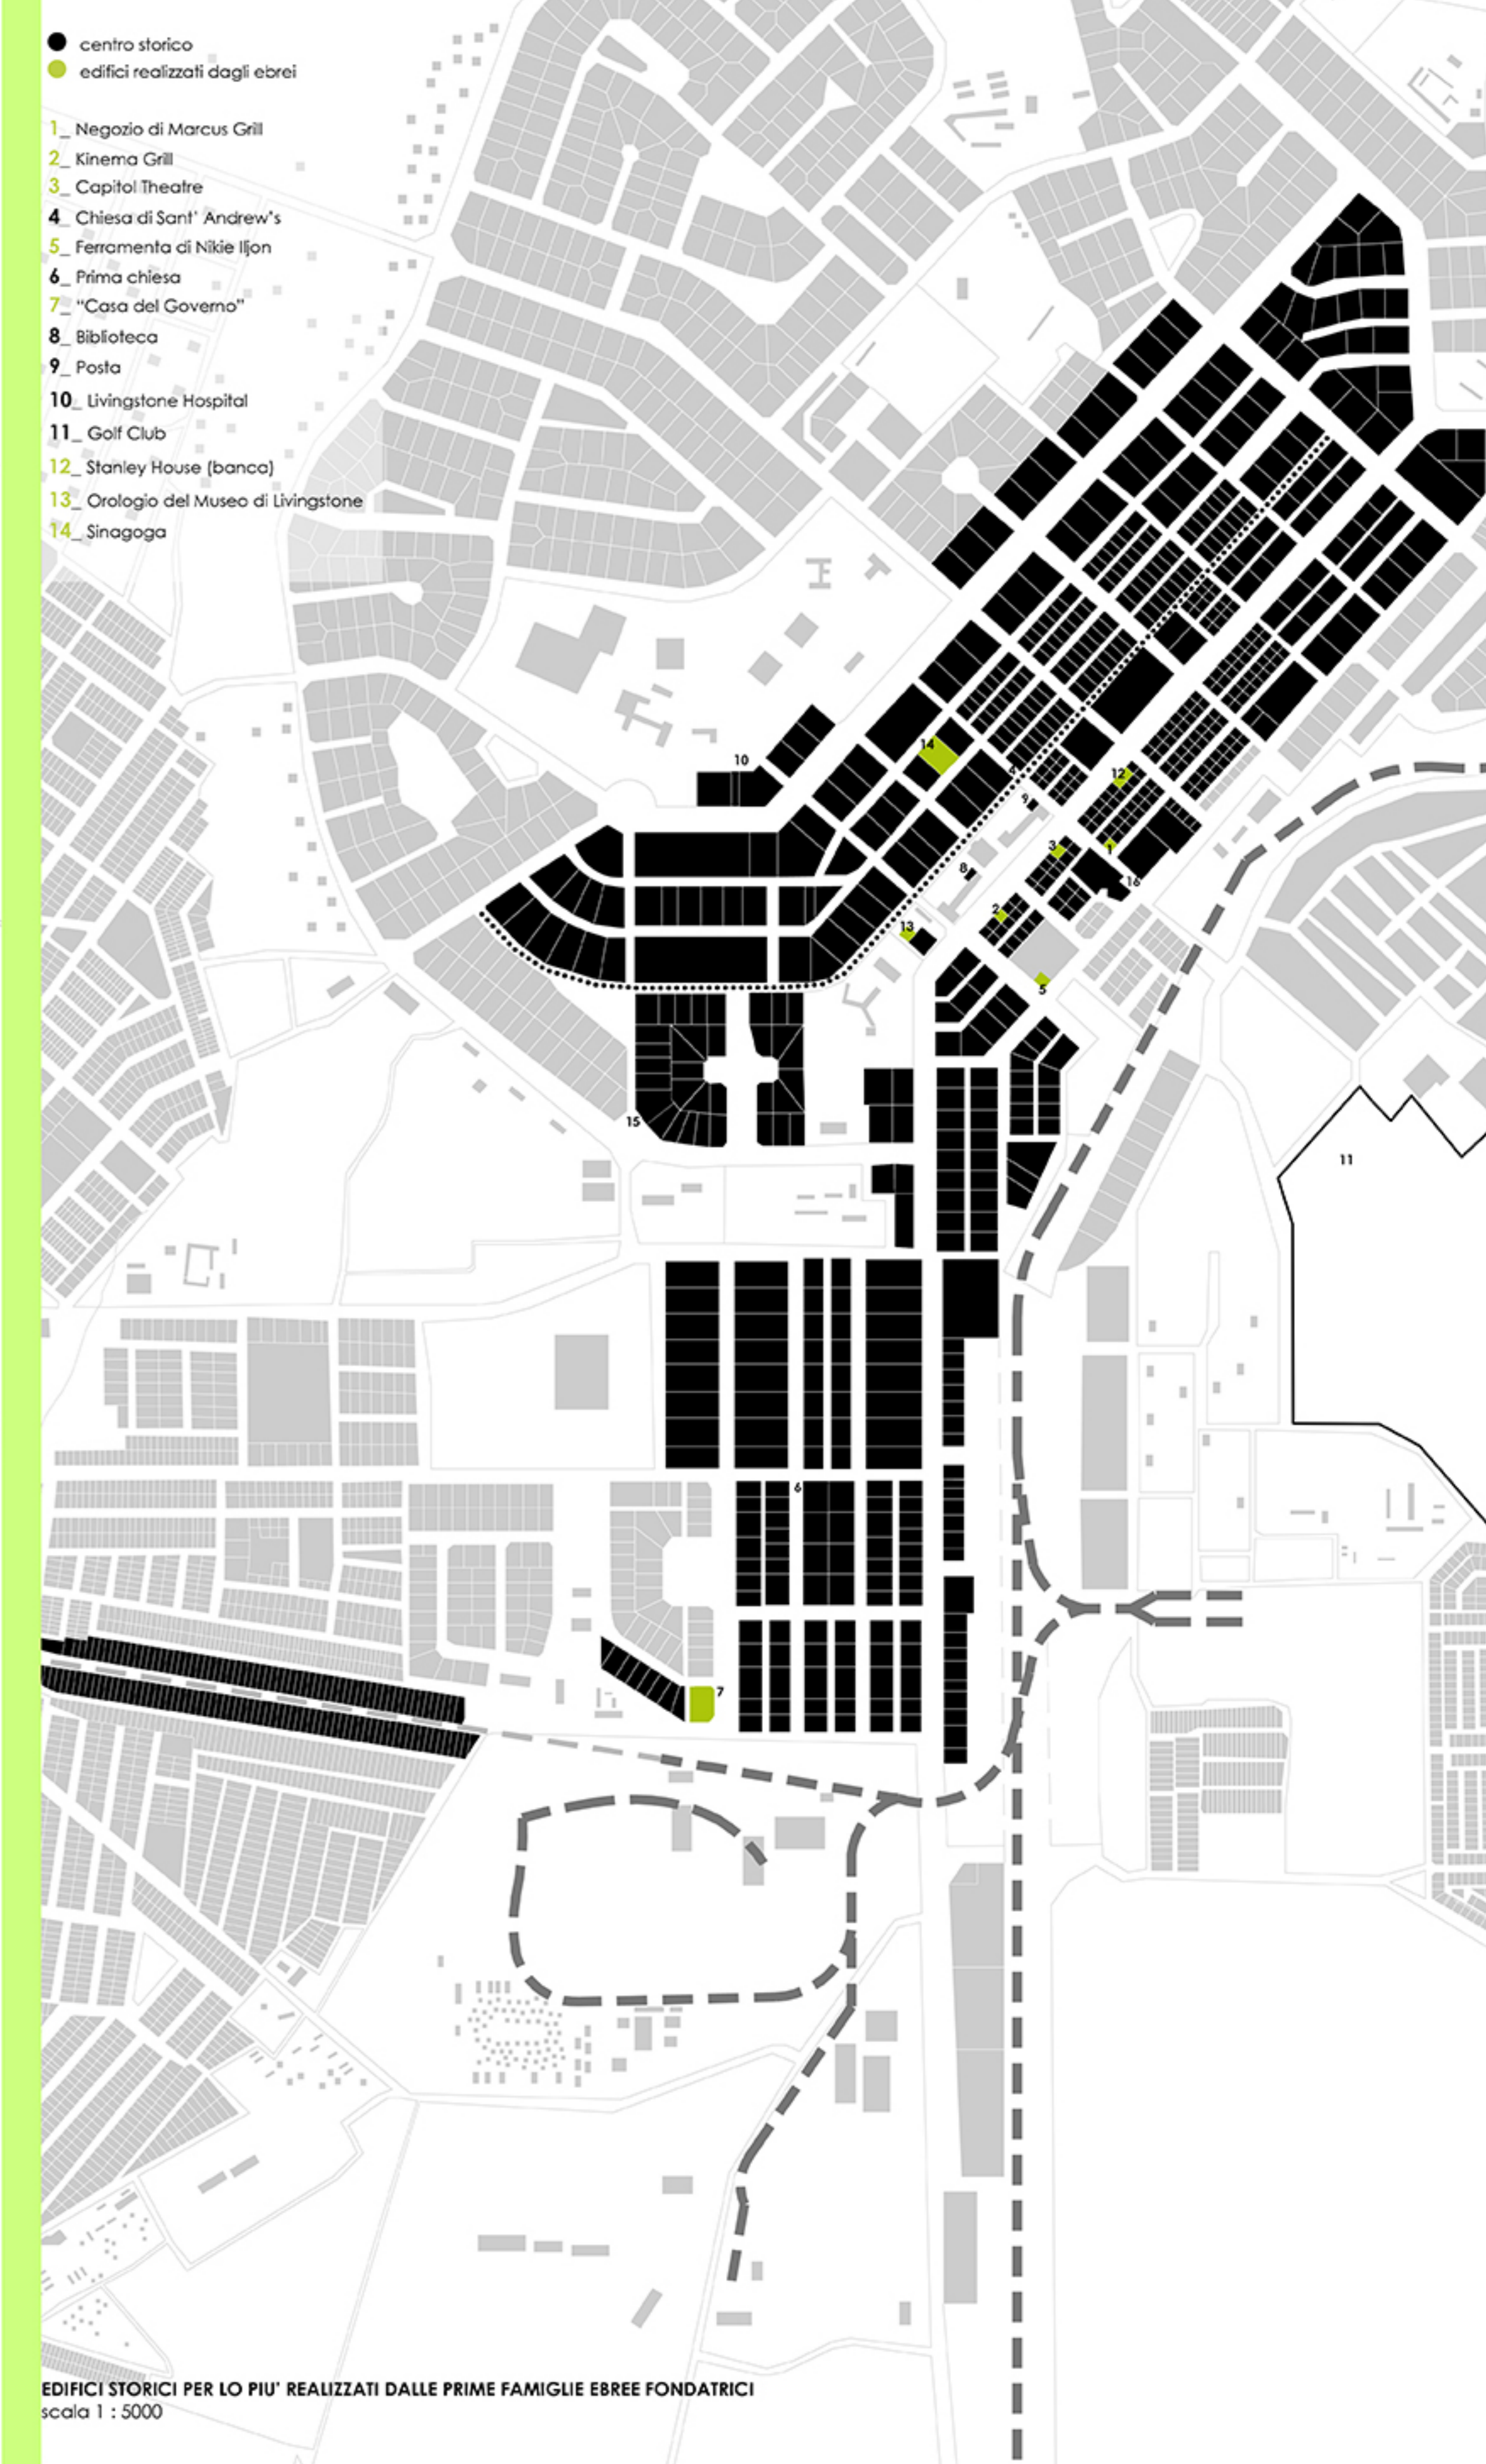 centro storico
edifici realizzati dagli ebrei
1_ Negozio di Marcus Grill
2_ Kinema Grill
3_ Capitol Theatre
4_ Chiesa di Sant' Andrew's
5_ Ferramenta di Nikie Iljon
6_ Prima chiesa
7_ "Casa del Governo"
8_ Biblioteca
9_ Posta
10_ Livingstone Hospital
11_ Golf Club
12_ Stanley House (banca)
13_ Orologio del Museo di Livingstone
14_ Sinagoga
14
10
12
4
9
3
1
8
16
2
13
5
15
11
6
7
EDIFICI STORICI PER LO PIU' REALIZZATI DALLE PRIME FAMIGLIE EBREE FONDATRICI
scala 1 : 5000